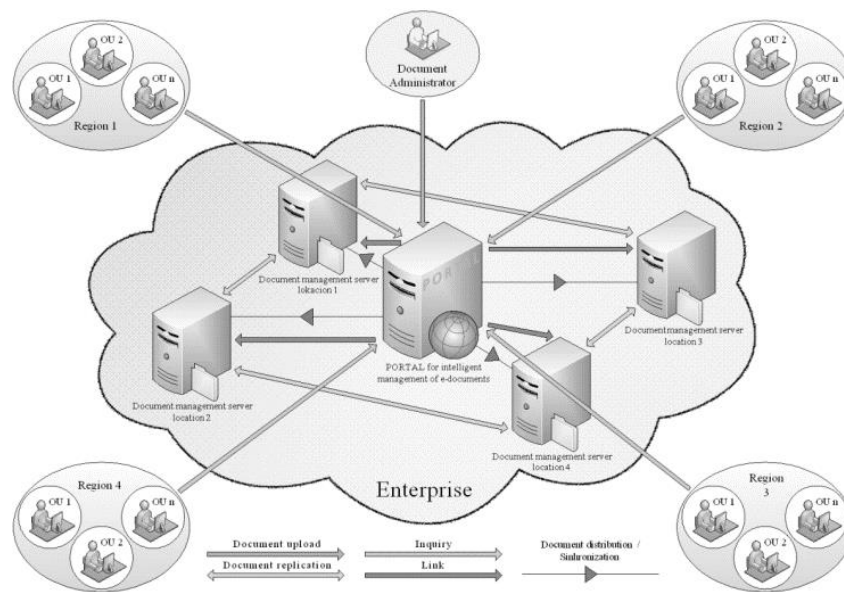 OU 2
OU 1
OU n
Region 1
Document
Administrator
OU 2
OU 1
OU n
Region 2
PORTAL
Document management server
lokacion 1
Document management server
location 3
PORTAL for intelligent
management of e-documents
Document management server
location 2
Document management server
location 4
Enterprise
Region 4
OU 1
OU n
OU 2
Region
3
OU 1
OU n
OU 2
Document upload
Inquiry
Document distribution /
Sinhronization
Document replication
Link